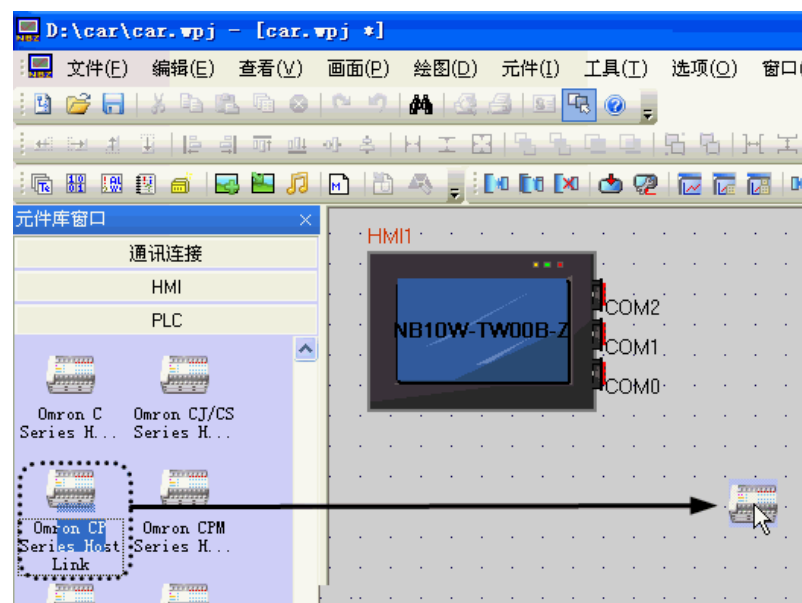 D:\car\car.wpj - [car.wpj *]
文件(F) 编辑(E) 查看(V) 画面(P) 绘图(D) 元件(I) 工具(T) 选项(O) 窗口(
元件库窗口
通讯连接
HMI
PLC
Omron C
Series H...
Omron CJ/CS
Series H...
Omron CP
Series Host
Link
Omron CPM
Series H...
HMI1
NB10W-TW00B-Z
COM2
COM1
COM0